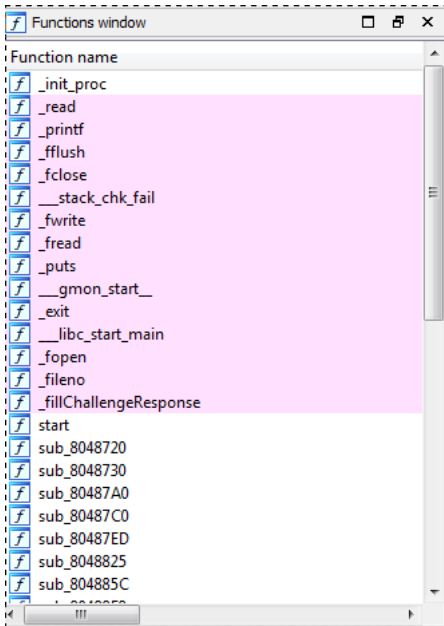 f Functions window
Function name
f _init_proc
f _read
f _printf
f _fflush
f _fclose
f ___stack_chk_fail
f _fwrite
f _fread
f _puts
f ___gmon_start__
f _exit
f ___libc_start_main
f _fopen
f _fileno
f _fillChallengeResponse
f start
f sub_8048720
f sub_8048730
f sub_80487A0
f sub_80487C0
f sub_80487ED
f sub_8048825
f sub_804885C